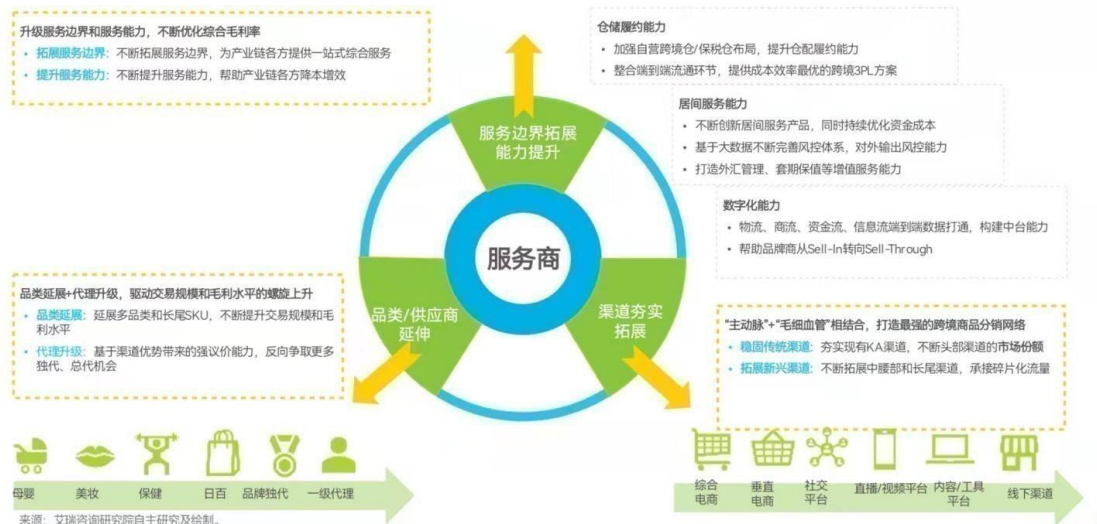 升级服务边界和服务能力，不断优化综合毛利率
• 拓展服务边界：不断拓展服务边界，为产业链各方提供一站式综合服务
• 提升服务能力：不断提升服务能力，帮助产业链各方降本增效
仓储履约能力
• 加强自营跨境仓/保税仓布局，提升仓配履约能力
• 整合端到端流通环节，提供成本效率最优的跨境3PL方案
居间服务能力
• 不断创新居间服务产品，同时持续优化资金成本
• 基于大数据不断完善风控体系，对外输出风控能力
• 打造外汇管理、套期保值等增值服务能力
数字化能力
• 物流、商流、资金流、信息流端到端数据打通，构建中台能力
• 帮助品牌商从Sell-In转向Sell-Through
服务边界拓展
能力提升
服务商
品类/供应商
延伸
渠道夯实
拓展
品类延展+代理升级，驱动交易规模和毛利水平的螺旋上升
• 品类延展：延展多品类和长尾SKU，不断提升交易规模和毛
利水平
• 代理升级：基于渠道优势带来的强议价能力，反向争取更多
独代、总代机会
“主动脉”+“毛细血管”相结合，打造最强的跨境商品分销网络
• 稳固传统渠道：夯实现有KA渠道，不断头部渠道的市场份额
• 拓展新兴渠道：不断拓展中腰部和长尾渠道，承接碎片化流量
母婴
美妆
保健
日百
品牌独代
一级代理
综合
电商
垂直
电商
社交
平台
直播/视频平台
内容/工具
平台
线下渠道
来源：艾瑞咨询研究院自主研究及绘制。